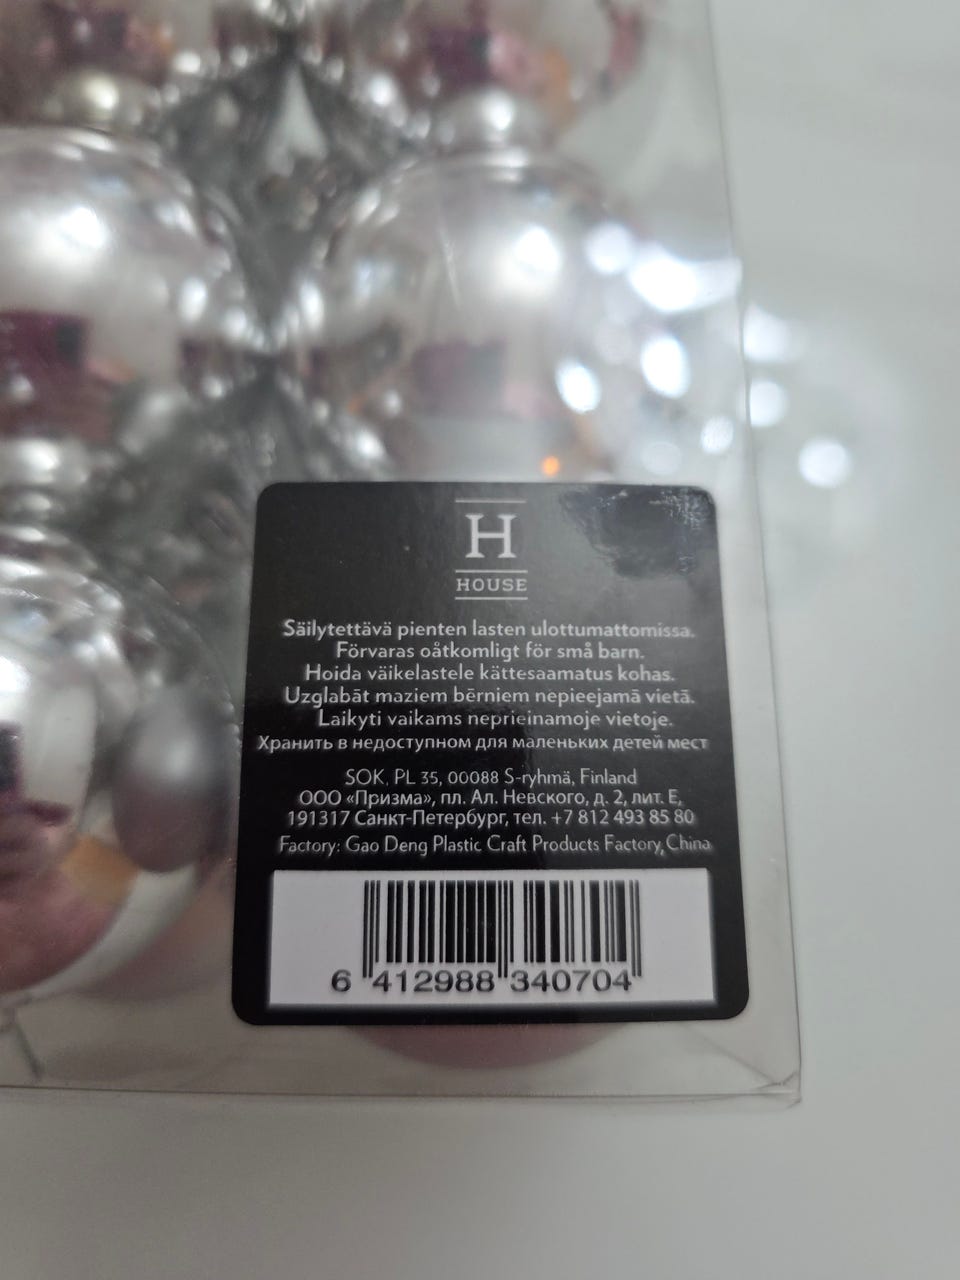 H
HOUSE
Säilytettävä pienten lasten ulottumattomissa.
Förvaras oåtkomligt för små barn.
Hoida väikelastele kättesaamatus kohas.
Uzglabāt maziem bērniem nepieejamā vietā.
Laikyti vaikams neprieinamoje vietoje.
Хранить в недоступном для маленьких детей мест
SOK, PL 35, 00088 S-ryhmä, Finland
ООО «Призма», пл. Ал. Невского, д. 2, лит. Е,
191317 Санкт-Петербург, тел. +7 812 493 85 80
Factory: Gao Deng Plastic Craft Products Factory, China
6 412988 340704